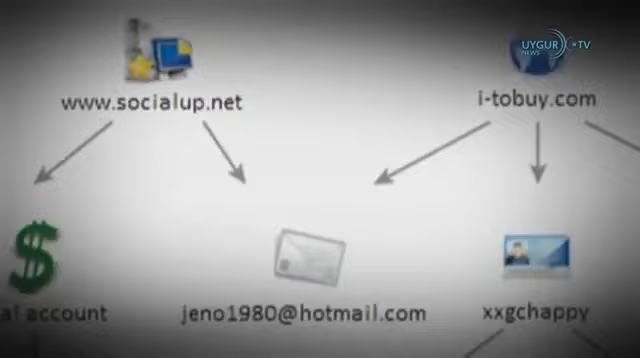 UYGUR TV
NEWS
www.socialup.net
i-tobuy.com
al account
jeno1980@hotmail.com
xxgchappy